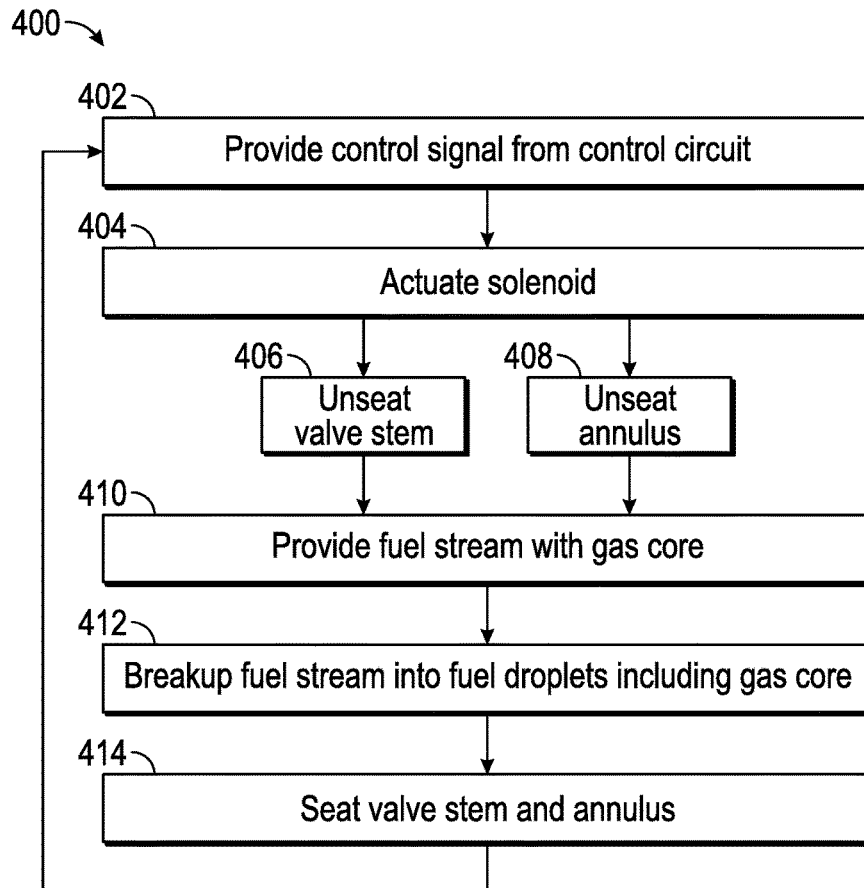 400
402
Provide control signal from control circuit
404
Actuate solenoid
406
Unseat
valve stem
408
Unseat
annulus
410
Provide fuel stream with gas core
412
Breakup fuel stream into fuel droplets including gas core
414
Seat valve stem and annulus